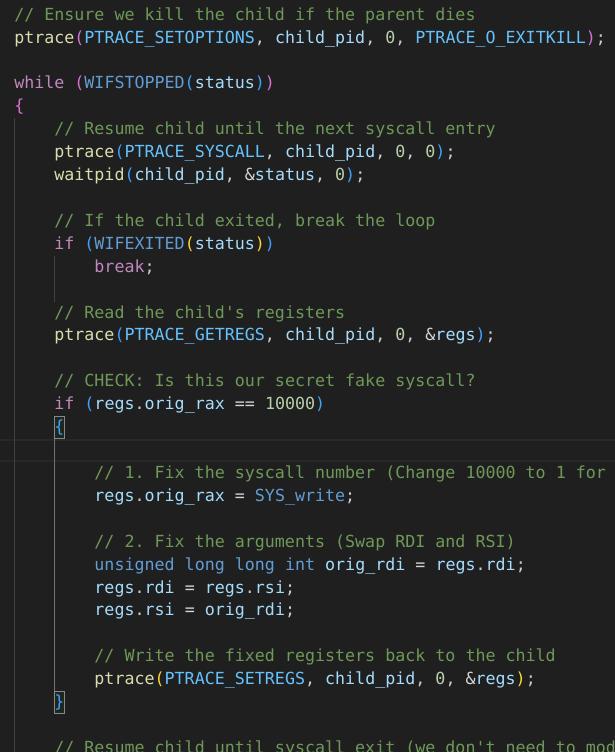 // Ensure we kill the child if the parent dies
ptrace(PTRACE_SETOPTIONS, child_pid, 0, PTRACE_O_EXITKILL);
while (WIFSTOPPED(status))
{
// Resume child until the next syscall entry
ptrace(PTRACE_SYSCALL, child_pid, 0, 0);
waitpid(child_pid, &status, 0);
// If the child exited, break the loop
if (WIFEXITED(status))
break;
// Read the child's registers
ptrace(PTRACE_GETREGS, child_pid, 0, &regs);
// CHECK: Is this our secret fake syscall?
if (regs.orig_rax == 10000)
{
// 1. Fix the syscall number (Change 10000 to 1 for
regs.orig_rax = SYS_write;
// 2. Fix the arguments (Swap RDI and RSI)
unsigned long long int orig_rdi = regs.rdi;
regs.rdi = regs.rsi;
regs.rsi = orig_rdi;
// Write the fixed registers back to the child
ptrace(PTRACE_SETREGS, child_pid, 0, &regs);
}
// Resume child until syscall exit (we don't need to mod